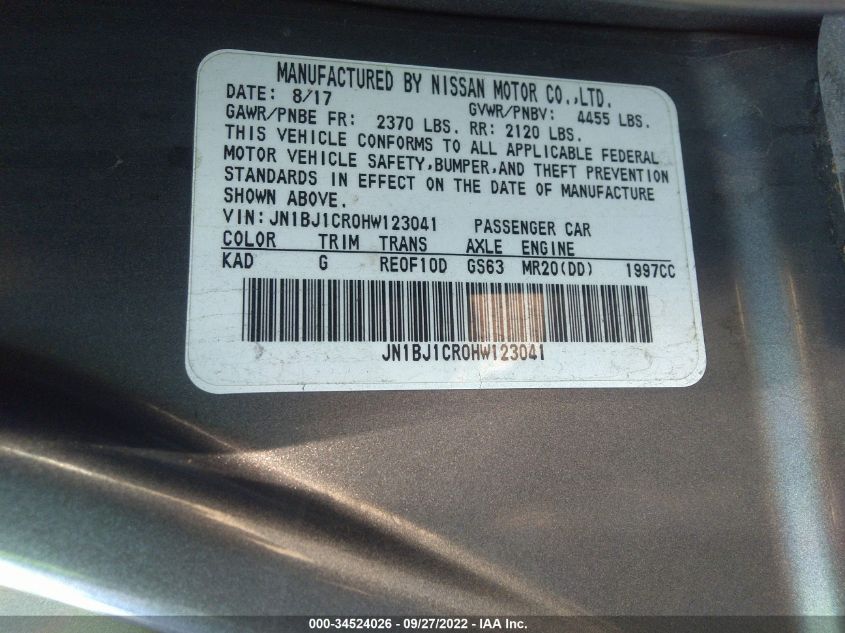 MANUFACTURED BY NISSAN MOTOR CO.,LTD.
DATE: 8/17 GVWR/PNBV: 4455 LBS.
GAWR/PNBE FR: 2370 LBS. RR: 2120 LBS.
THIS VEHICLE CONFORMS TO ALL APPLICABLE FEDERAL
MOTOR VEHICLE SAFETY,BUMPER,AND THEFT PREVENTION
STANDARDS IN EFFECT ON THE DATE OF MANUFACTURE
SHOWN ABOVE.
VIN:JN1BJ1CR0HW123041 PASSENGER CAR
COLOR TRIM TRANS AXLE ENGINE
KAD G RE0F10D GS63 MR20(DD) 1997CC
JN1BJ1CR0HW123041
000-34524026 - 09/27/2022 - IAA Inc.